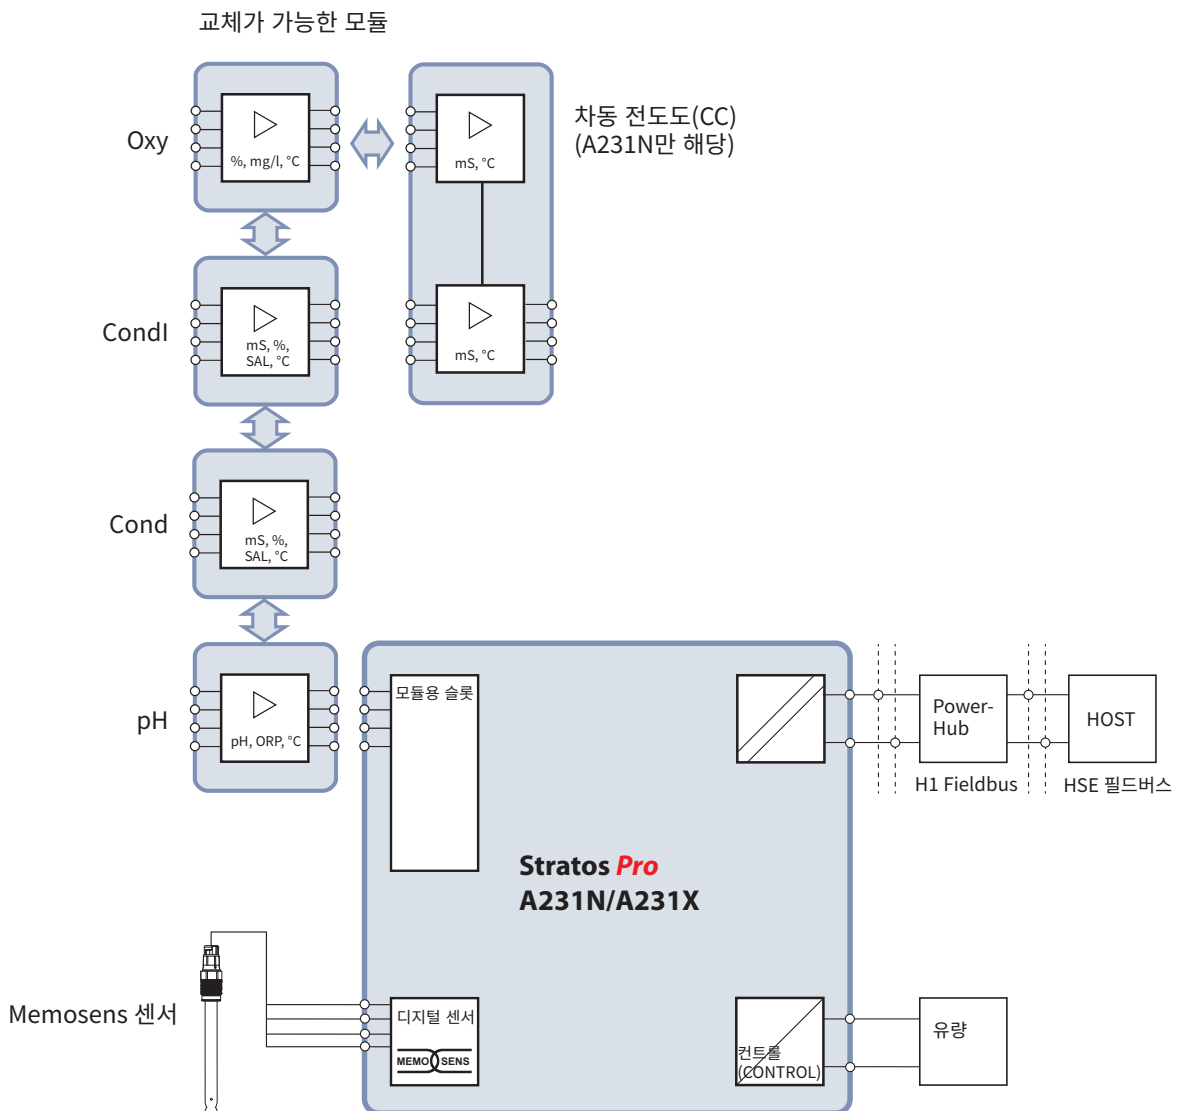 교체가 가능한 모듈
Oxy
%, mg/l, °C
mS, °C
차동 전도도(CC)
(A231N만 해당)
CondI
mS, %,
SAL, °C
mS, °C
Cond
mS, %,
SAL, °C
pH
pH, ORP, °C
모듈용 슬롯
Power-
Hub
HOST
H1 Fieldbus
HSE 필드버스
Stratos Pro
A231N/A231X
Memosens 센서
디지털 센서
MEMO SENS
컨트롤
(CONTROL)
유량